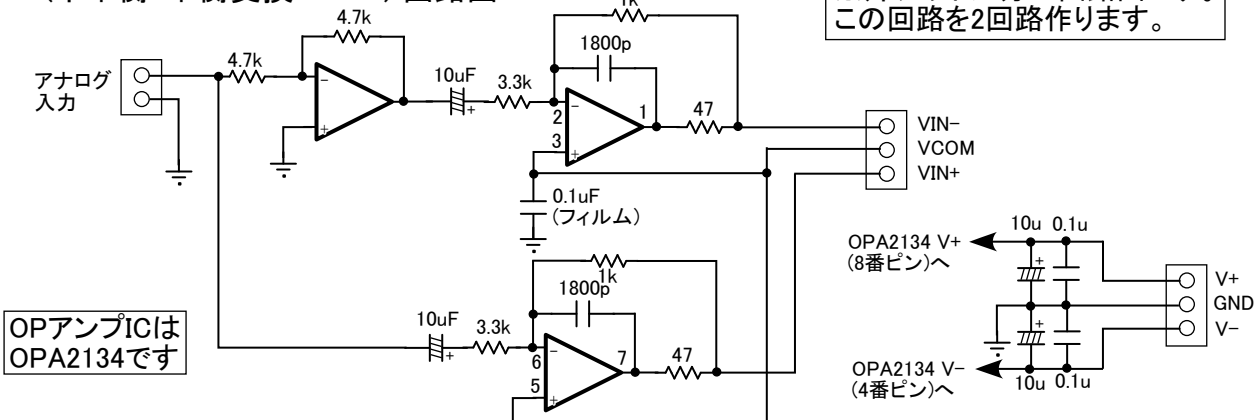 4.7k
4.7k
アナログ
入力
10uF
3.3k
1800p
2
1
3
47
0.1uF
(フィルム)
この回路を2回路作ります。
VIN-
VCOM
VIN+
10u 0.1u
OPA2134 V+
(8番ピン)へ
V+
GND
V-
OPA2134 V-
(4番ピン)へ
10u 0.1u
1k
1800p
10uF
3.3k
6
7
5
47
OPアンプICは
OPA2134です